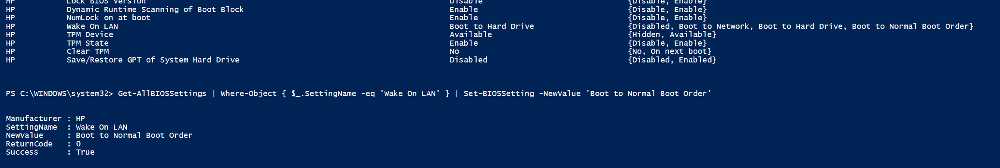 HP Lock BIOS Version Disable {Disable, Enable}
HP Dynamic Runtime Scanning of Boot Block Enable {Disable, Enable}
HP NumLock on at boot Enable {Disable, Enable}
HP Wake On LAN Boot to Hard Drive {Disabled, Boot to Network, Boot to Hard Drive, Boot to Normal Boot Order}
HP TPM Device Available {Hidden, Available}
HP TPM State Enable {Disable, Enable}
HP Clear TPM No {No, On next boot}
HP Save/Restore GPT of System Hard Drive Disabled {Disabled, Enabled}
PS C:\WINDOWS\system32> Get-AllBIOSSettings | Where-Object { $_.SettingName -eq 'Wake On LAN' } | Set-BIOSSetting -NewValue 'Boot to Normal Boot Order'
Manufacturer : HP
SettingName : Wake On LAN
NewValue : Boot to Normal Boot Order
ReturnCode : 0
Success : True